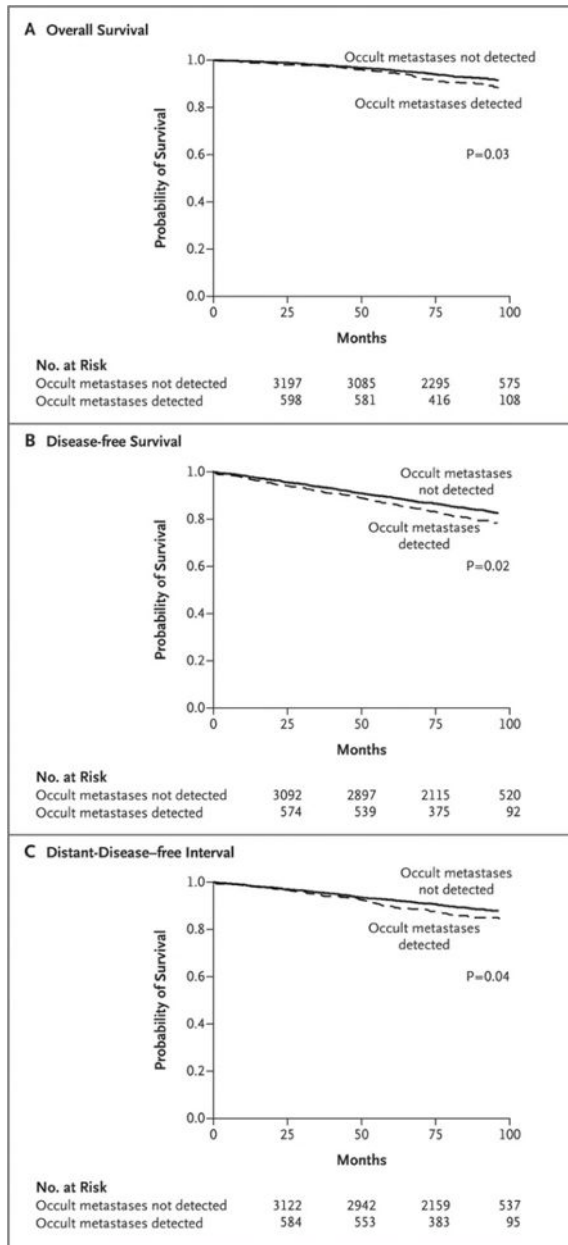 A Overall Survival
1.0
0.8
0.6
0.4
0.2
0.0
Probability of Survival
Occult metastases not detected
Occult metastases detected
P=0.03
0 25 50 75 100
Months
No. at Risk
Occult metastases not detected 3197 3085 2295 575
Occult metastases detected 598 581 416 108
B Disease-free Survival
1.0
0.8
0.6
0.4
0.2
0.0
Probability of Survival
Occult metastases
not detected
Occult metastases
detected
P=0.02
0 25 50 75 100
Months
No. at Risk
Occult metastases not detected 3092 2897 2115 520
Occult metastases detected 574 539 375 92
C Distant-Disease–free Interval
1.0
0.8
0.6
0.4
0.2
0.0
Probability of Survival
Occult metastases
not detected
Occult metastases
detected
P=0.04
0 25 50 75 100
Months
No. at Risk
Occult metastases not detected 3122 2942 2159 537
Occult metastases detected 584 553 383 95